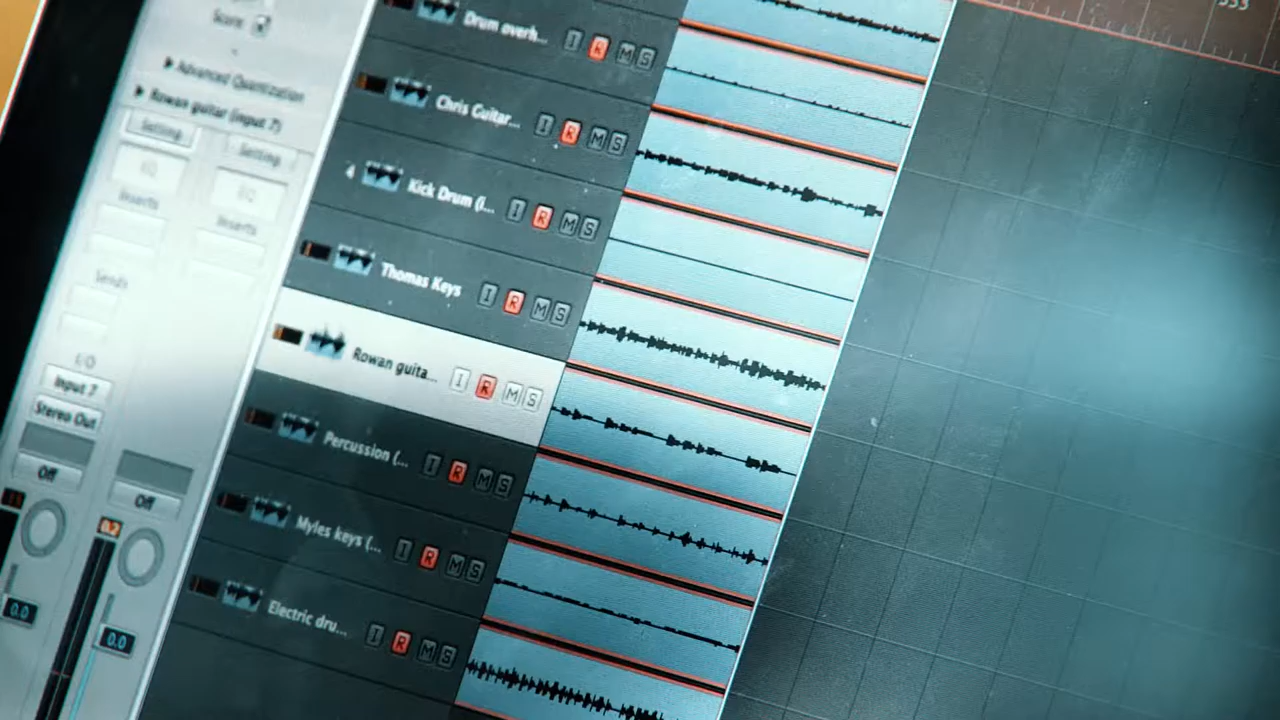 Score
Advanced Quantization
Rowan guitar (input 7)
Setting
Setting
EQ
EQ
Inserts
Inserts
Sends
I/O
Input 7
Stereo Out
Off
Off
0.2
0.0
0.0
Drum overh... I R M S
Chris Guitar... I R M S
4 Kick Drum (i... I R M S
Thomas Keys I R M S
Rowan guita... I R M S
Percussion (... I R M S
Myles keys (... I R M S
Electric dru... I R M S